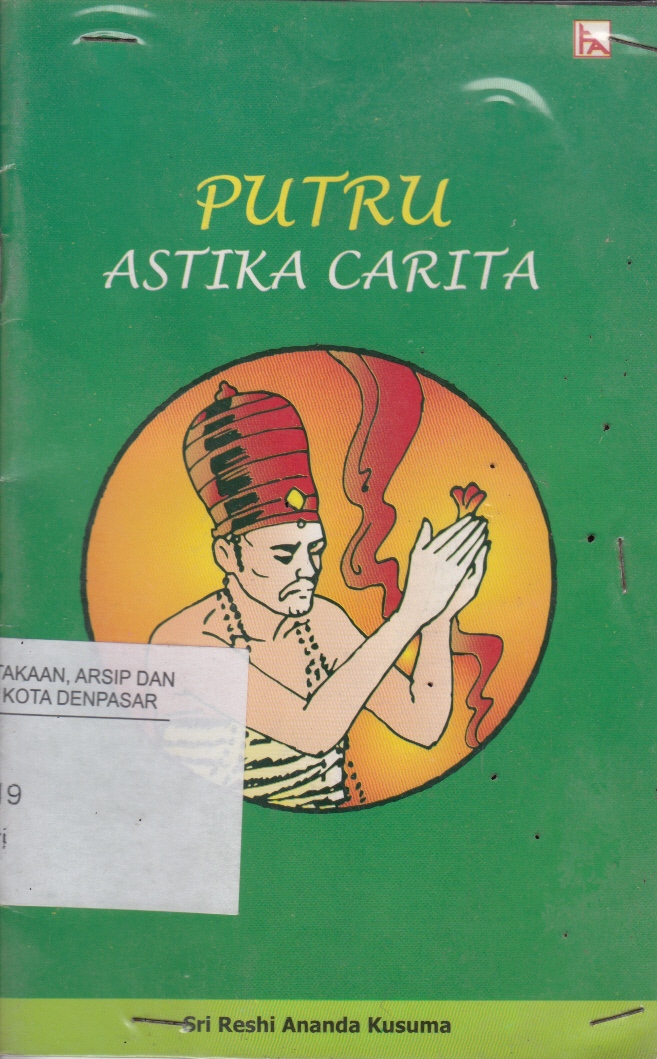 PUTRU
ASTIKA CARITA
TAKAAN, ARSIP DAN
KOTA DENPASAR
19
Sri Reshi Ananda Kusuma